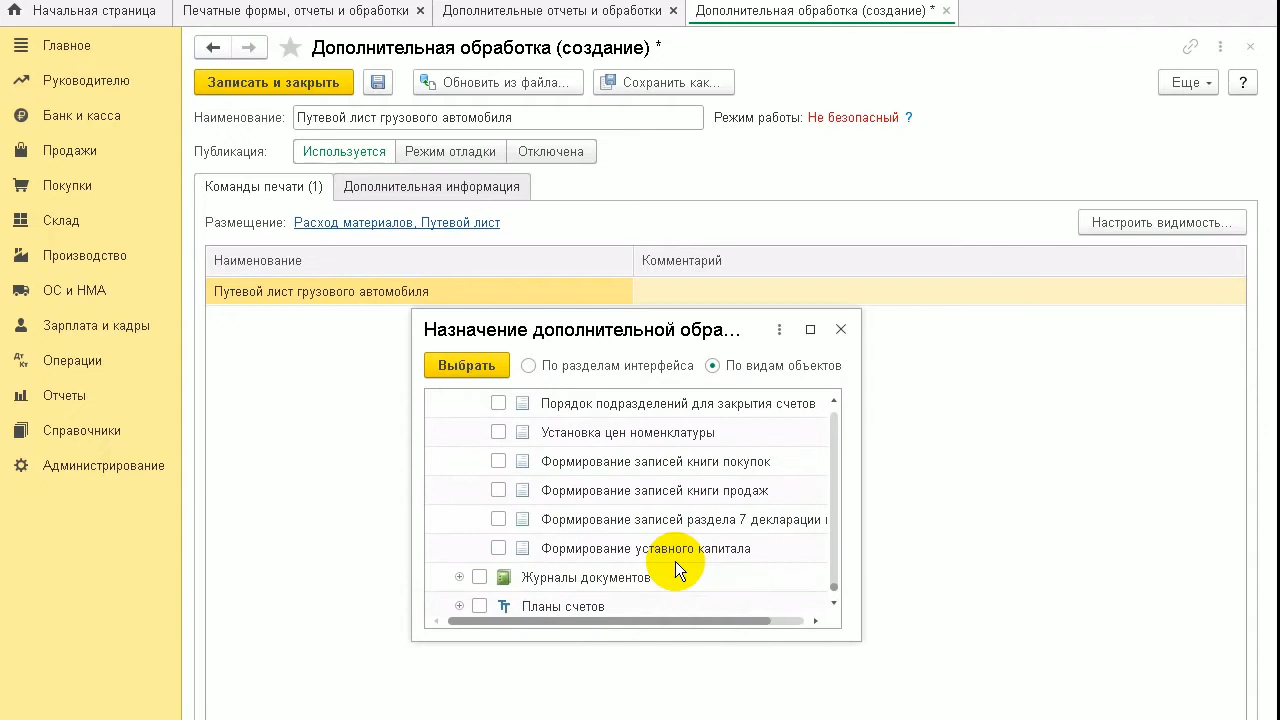 Начальная страница
Печатные формы, отчеты и обработки ×
Дополнительные отчеты и обработки ×
Дополнительная обработка (создание) * ×
Главное
Руководителю
Банк и касса
Продажи
Покупки
Склад
Производство
ОС и НМА
Зарплата и кадры
Дт Кт Операции
Отчеты
Справочники
Администрирование
Дополнительная обработка (создание) *
Записать и закрыть
Обновить из файла...
Сохранить как...
Еще
?
Наименование: Путевой лист грузового автомобиля
Режим работы: Не безопасный ?
Публикация: Используется Режим отладки Отключена
Команды печати (1) Дополнительная информация
Размещение: Расход материалов, Путевой лист
Настроить видимость...
Наименование Комментарий
Путевой лист грузового автомобиля
Назначение дополнительной обра...
Выбрать По разделам интерфейса По видам объектов
Порядок подразделений для закрытия счетов
Установка цен номенклатуры
Формирование записей книги покупок
Формирование записей книги продаж
Формирование записей раздела 7 декларации
Формирование уставного капитала
Журналы документов
Тт Планы счетов